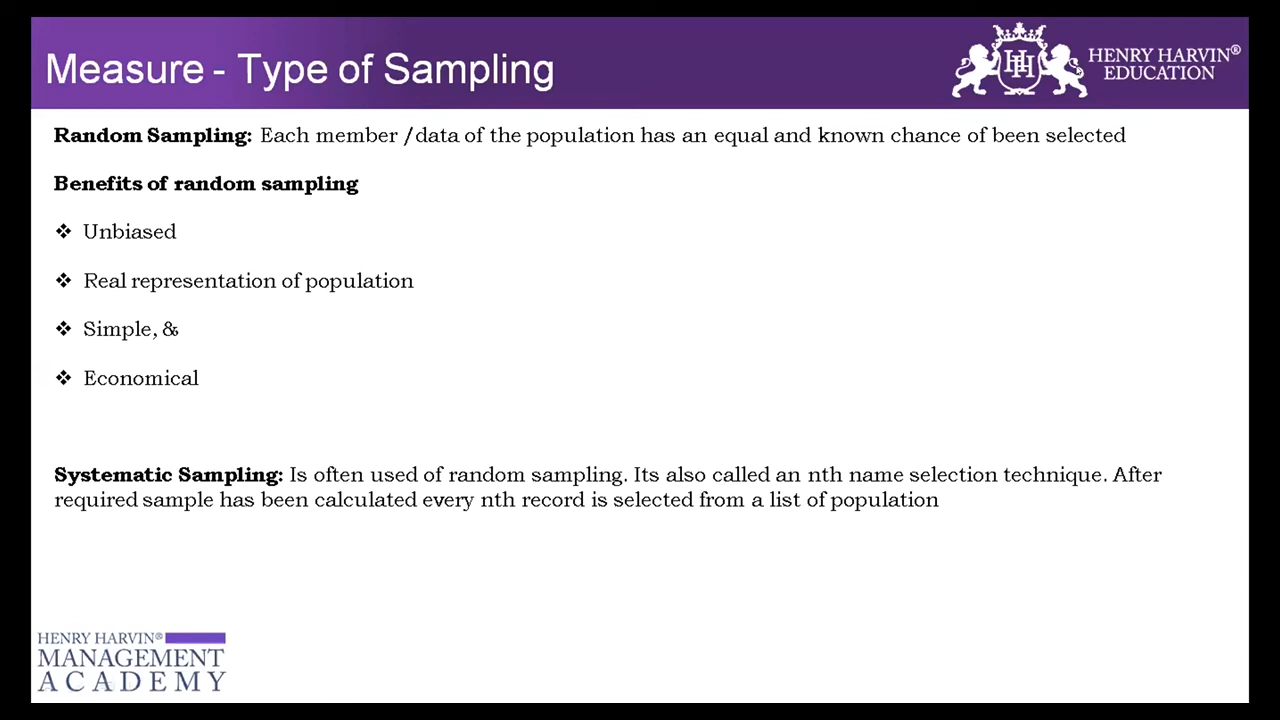 Measure - Type of Sampling
HENRY HARVIN®
EDUCATION
Random Sampling: Each member /data of the population has an equal and known chance of been selected
Benefits of random sampling
❖ Unbiased
❖ Real representation of population
❖ Simple, &
❖ Economical
Systematic Sampling: Is often used of random sampling. Its also called an nth name selection technique. After
required sample has been calculated every nth record is selected from a list of population
HENRY HARVIN®
MANAGEMENT
ACADEMY